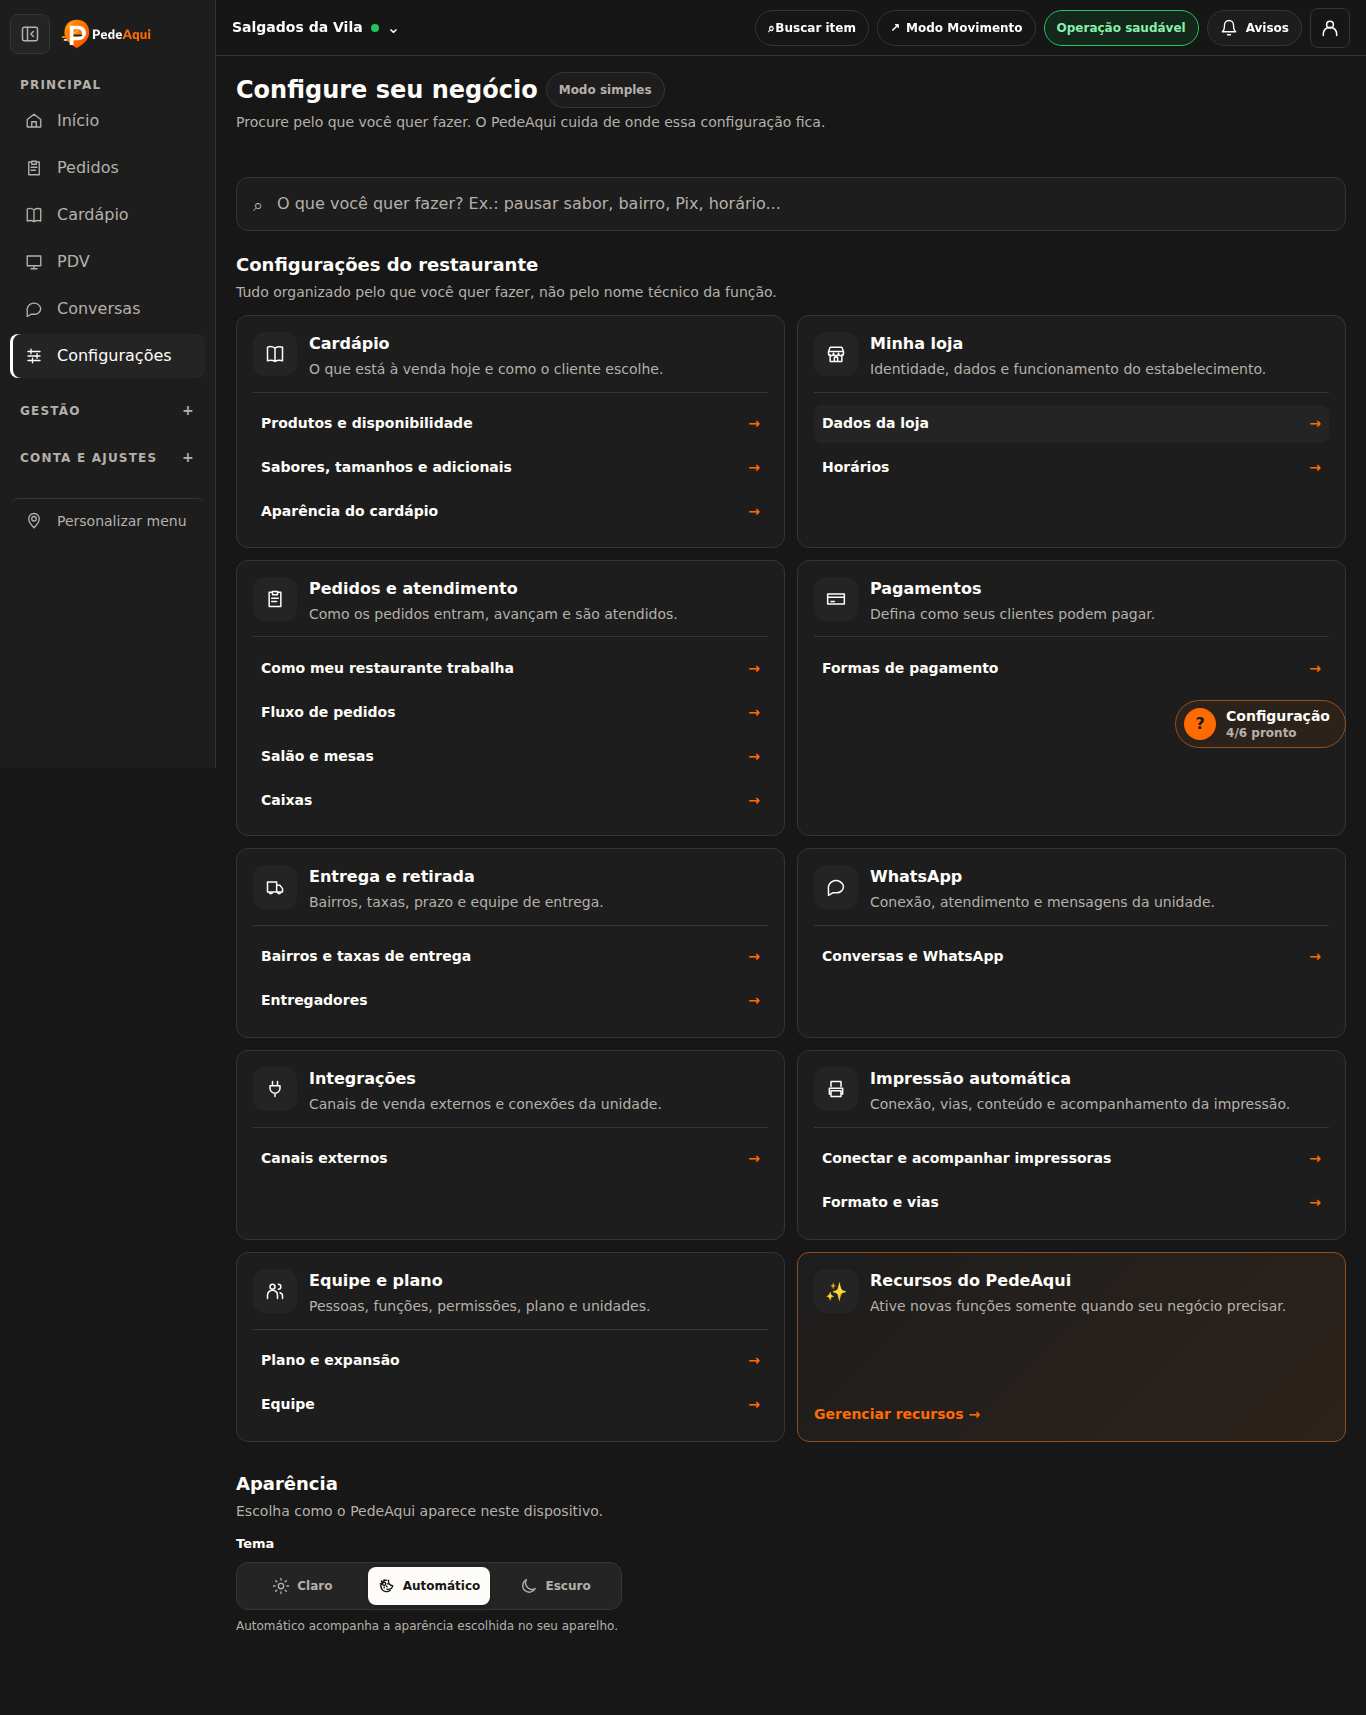 PedeAqui
PRINCIPAL
Início
Pedidos
Cardápio
PDV
Conversas
Configurações
GESTÃO +
CONTA E AJUSTES +
Personalizar menu
Salgados da Vila
Buscar item
↗ Modo Movimento
Operação saudável
Avisos
Configure seu negócio
Modo simples
Procure pelo que você quer fazer. O PedeAqui cuida de onde essa configuração fica.
O que você quer fazer? Ex.: pausar sabor, bairro, Pix, horário...
Configurações do restaurante
Tudo organizado pelo que você quer fazer, não pelo nome técnico da função.
Cardápio
O que está à venda hoje e como o cliente escolhe.
Produtos e disponibilidade →
Sabores, tamanhos e adicionais →
Aparência do cardápio →
Minha loja
Identidade, dados e funcionamento do estabelecimento.
Dados da loja →
Horários →
Pedidos e atendimento
Como os pedidos entram, avançam e são atendidos.
Como meu restaurante trabalha →
Fluxo de pedidos →
Salão e mesas →
Caixas →
Pagamentos
Defina como seus clientes podem pagar.
Formas de pagamento →
?
Configuração
4/6 pronto
Entrega e retirada
Bairros, taxas, prazo e equipe de entrega.
Bairros e taxas de entrega →
Entregadores →
WhatsApp
Conexão, atendimento e mensagens da unidade.
Conversas e WhatsApp →
Integrações
Canais de venda externos e conexões da unidade.
Canais externos →
Impressão automática
Conexão, vias, conteúdo e acompanhamento da impressão.
Conectar e acompanhar impressoras →
Formato e vias →
Equipe e plano
Pessoas, funções, permissões, plano e unidades.
Plano e expansão →
Equipe →
Recursos do PedeAqui
Ative novas funções somente quando seu negócio precisar.
Gerenciar recursos →
Aparência
Escolha como o PedeAqui aparece neste dispositivo.
Tema
Claro
Automático
Escuro
Automático acompanha a aparência escolhida no seu aparelho.